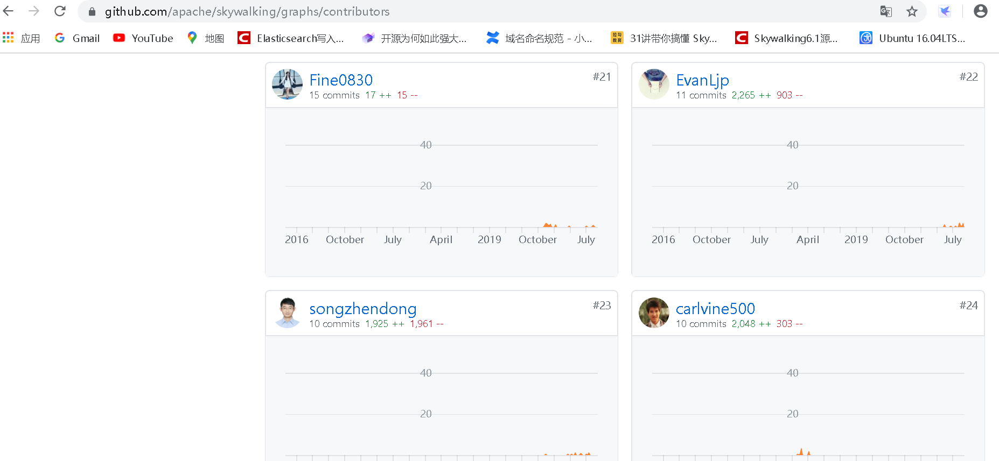 github.com/apache/skywalking/graphs/contributors
应用 Gmail YouTube 地图 Elasticsearch写入... 开源为何如此强大... 域名命名规范 - 小... 31讲带你搞懂 Sky... Skywalking6.1源... Ubuntu 16.04LTS...
Fine0830 #21
15 commits 17 ++ 15 --
40
20
2016 October July April 2019 October July
EvanLjp #22
11 commits 2,265 ++ 903 --
40
20
2016 October July April 2019 October July
songzhendong #23
10 commits 1,925 ++ 1,961 --
40
20
carlvine500 #24
10 commits 2,048 ++ 303 --
40
20